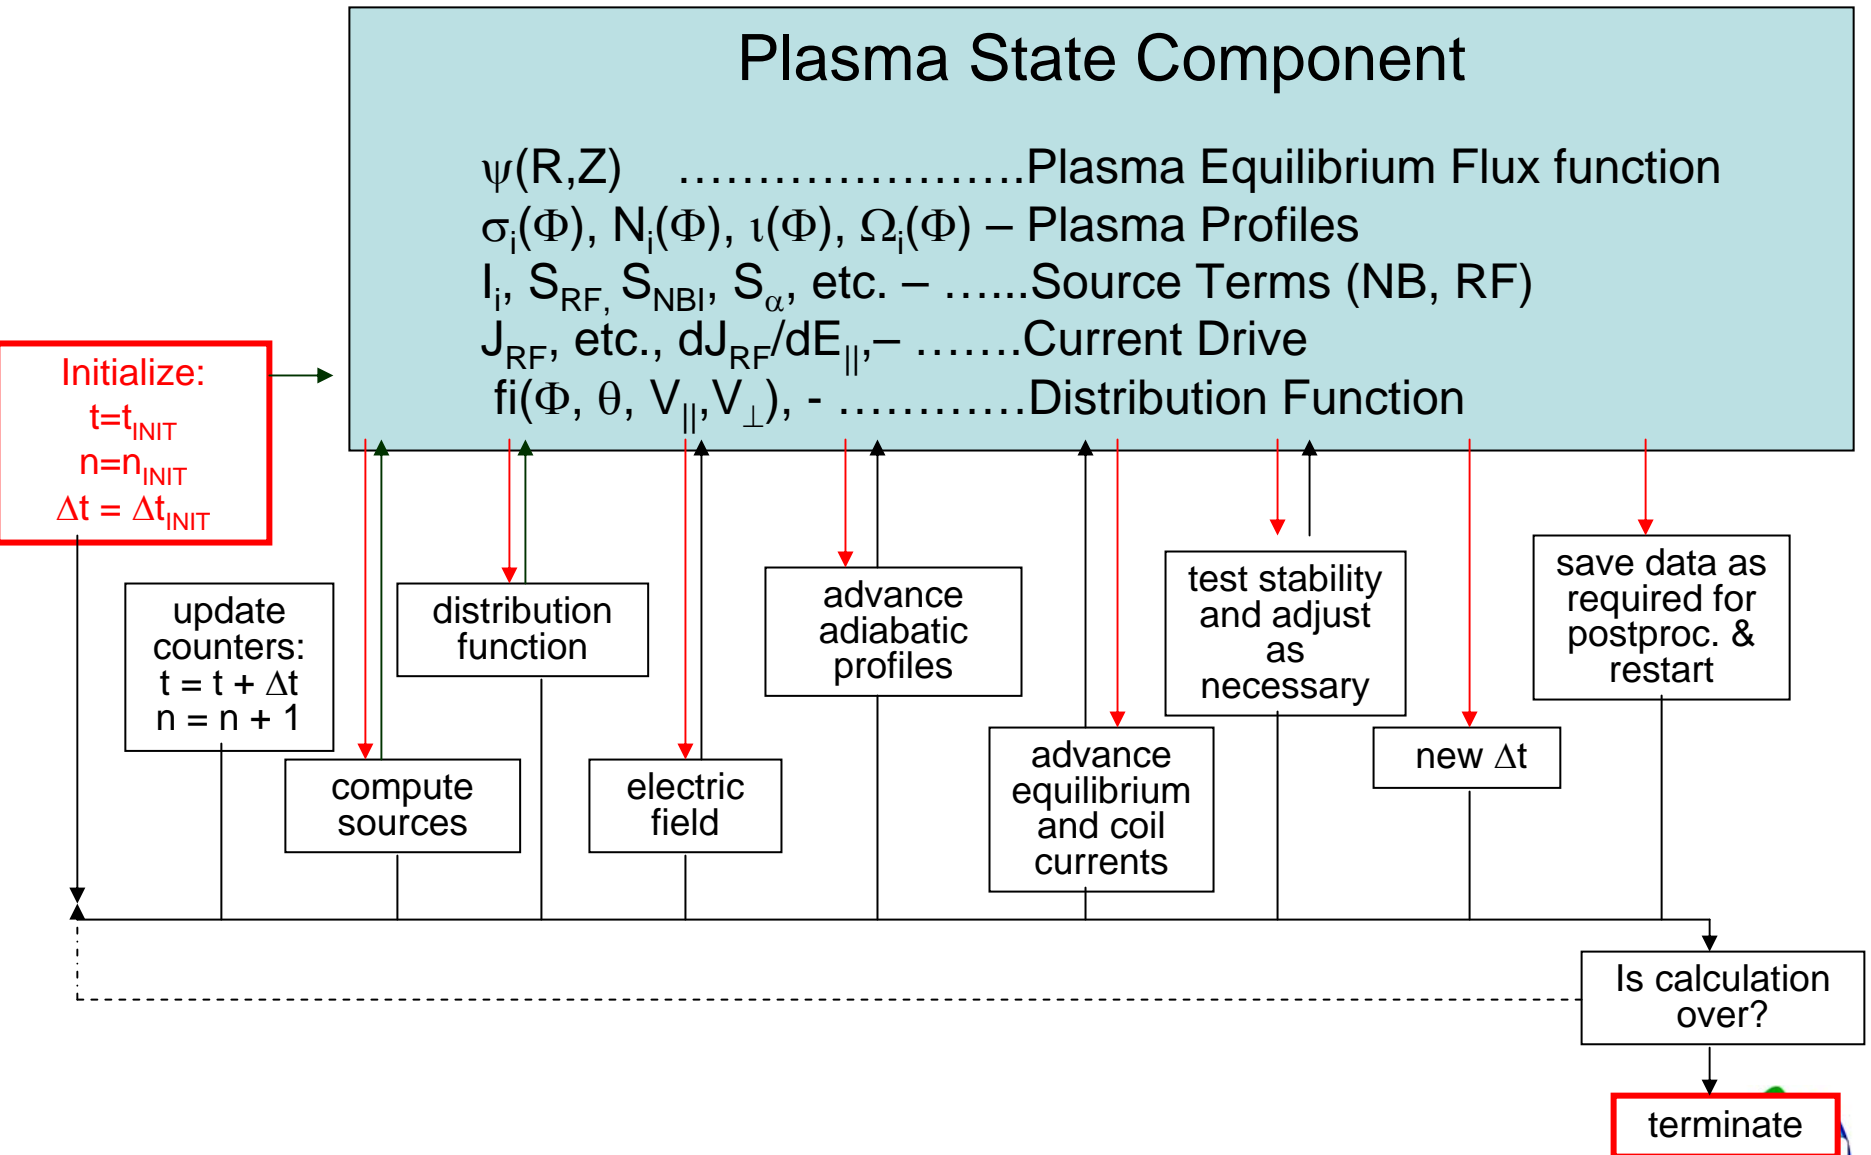 Plasma State Component
ψ(R,Z) ......................Plasma Equilibrium Flux function
σi(Φ), Ni(Φ), ι(Φ), Ωi(Φ) – Plasma Profiles
Ii, SRF, SNBI, Sα, etc. – …...Source Terms (NB, RF)
JRF, etc., dJRF/dE||,– …….Current Drive
fi(Φ, θ, V||,V⊥), - …………Distribution Function
Initialize:
t=tINIT
n=nINIT
Δt = ΔtINIT
update
counters:
t = t + Δt
n = n + 1
compute
sources
distribution
function
electric
field
advance
adiabatic
profiles
advance
equilibrium
and coil
currents
test stability
and adjust
as
necessary
new Δt
save data as
required for
postproc. &
restart
Is calculation
over?
terminate